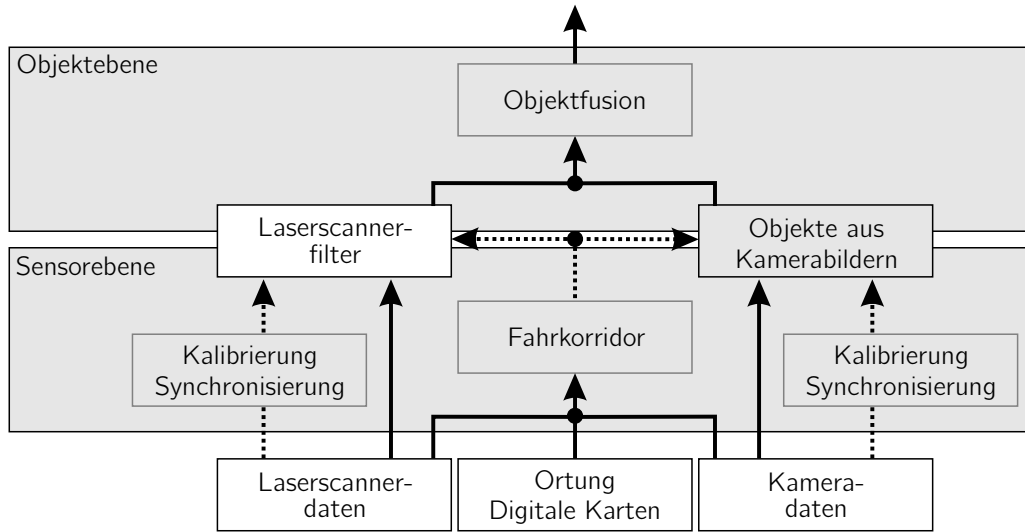 Objektebene
Objektfusion
Laserscanner-
filter
Objekte aus
Kamerabildern
Sensorebene
Fahrkorridor
Kalibrierung
Synchronisierung
Kalibrierung
Synchronisierung
Laserscanner-
daten
Ortung
Digitale Karten
Kamera-
daten